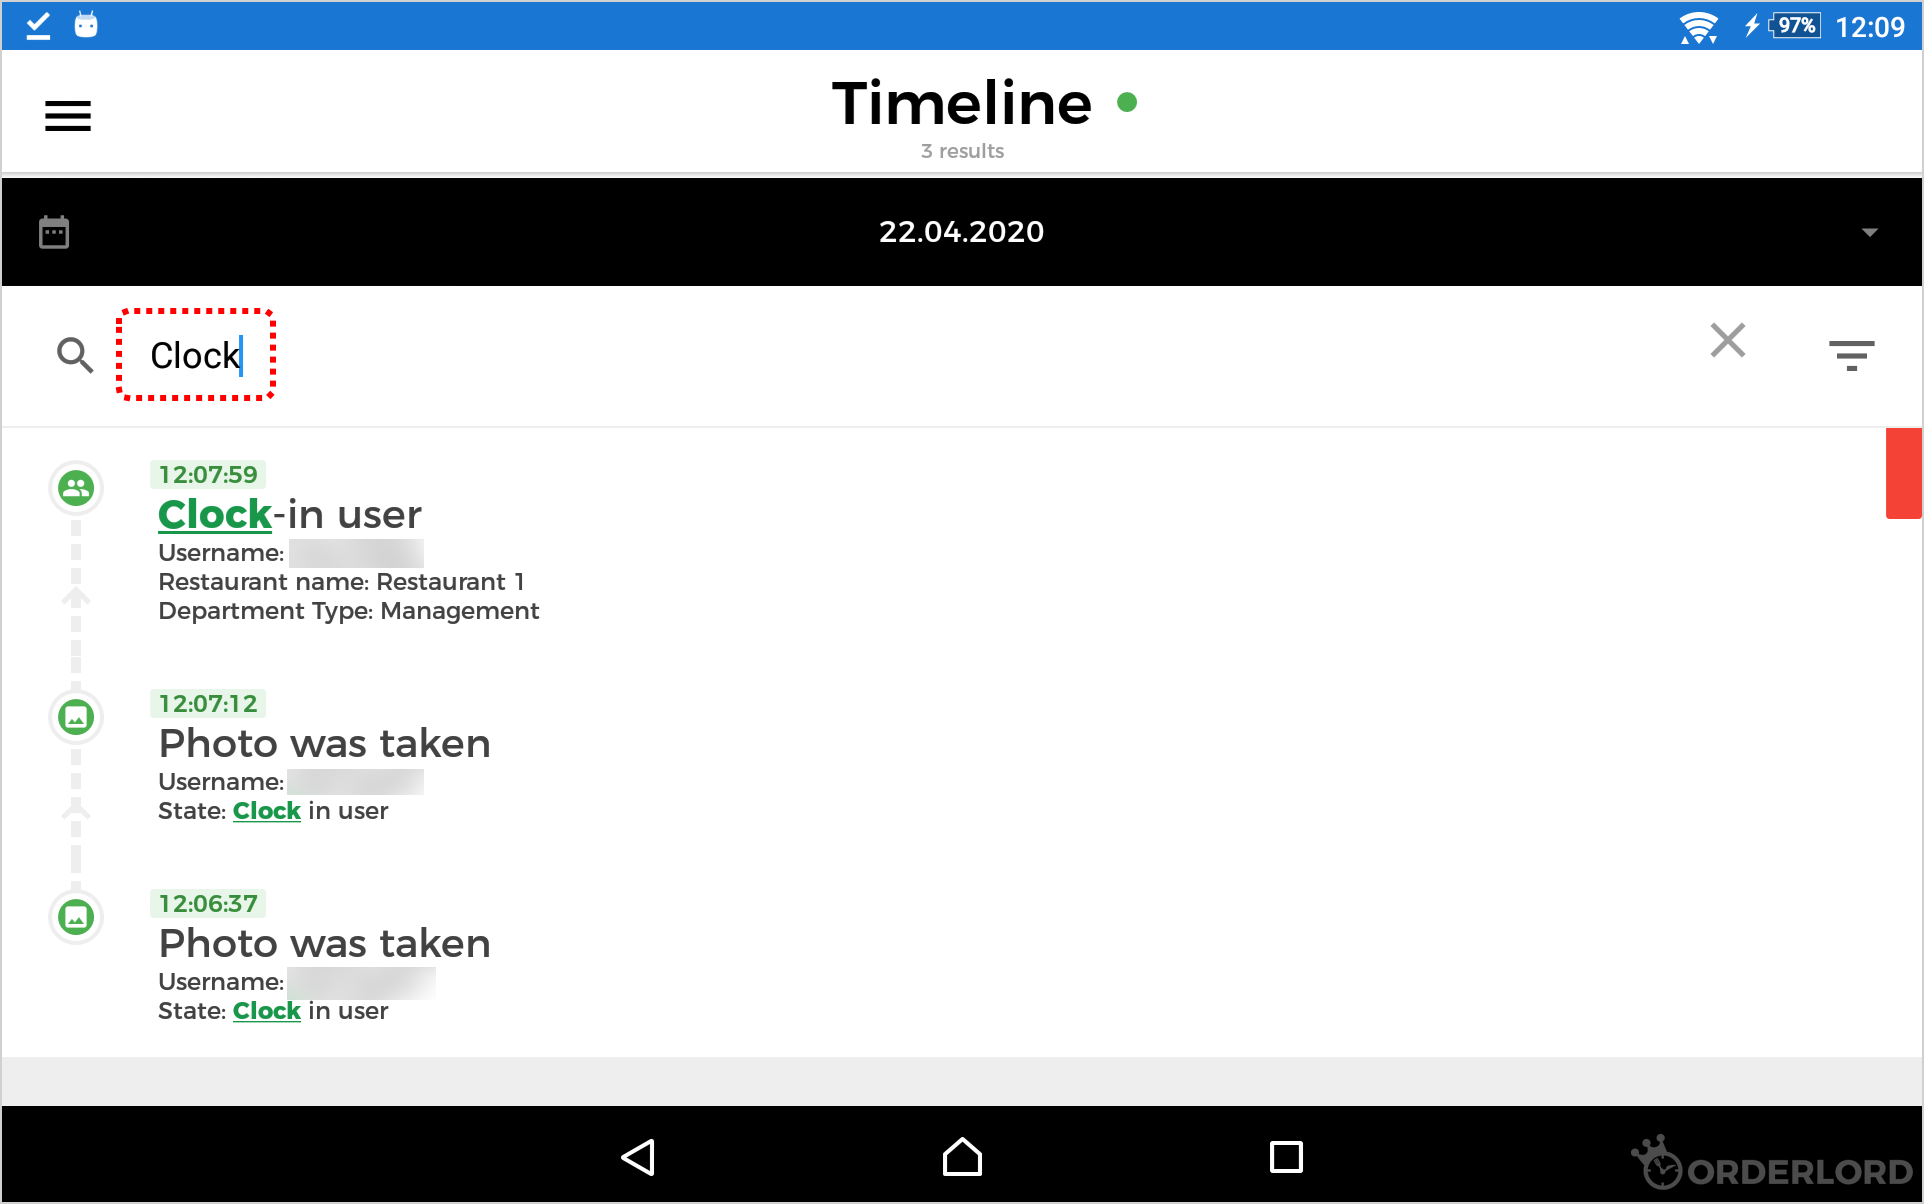 97% 12:09
Timeline
3 results
22.04.2020
Clock
12:07:59
Clock-in user
Username:
Restaurant name: Restaurant 1
Department Type: Management
12:07:12
Photo was taken
Username:
State: Clock in user
12:06:37
Photo was taken
Username:
State: Clock in user
ORDERLORD